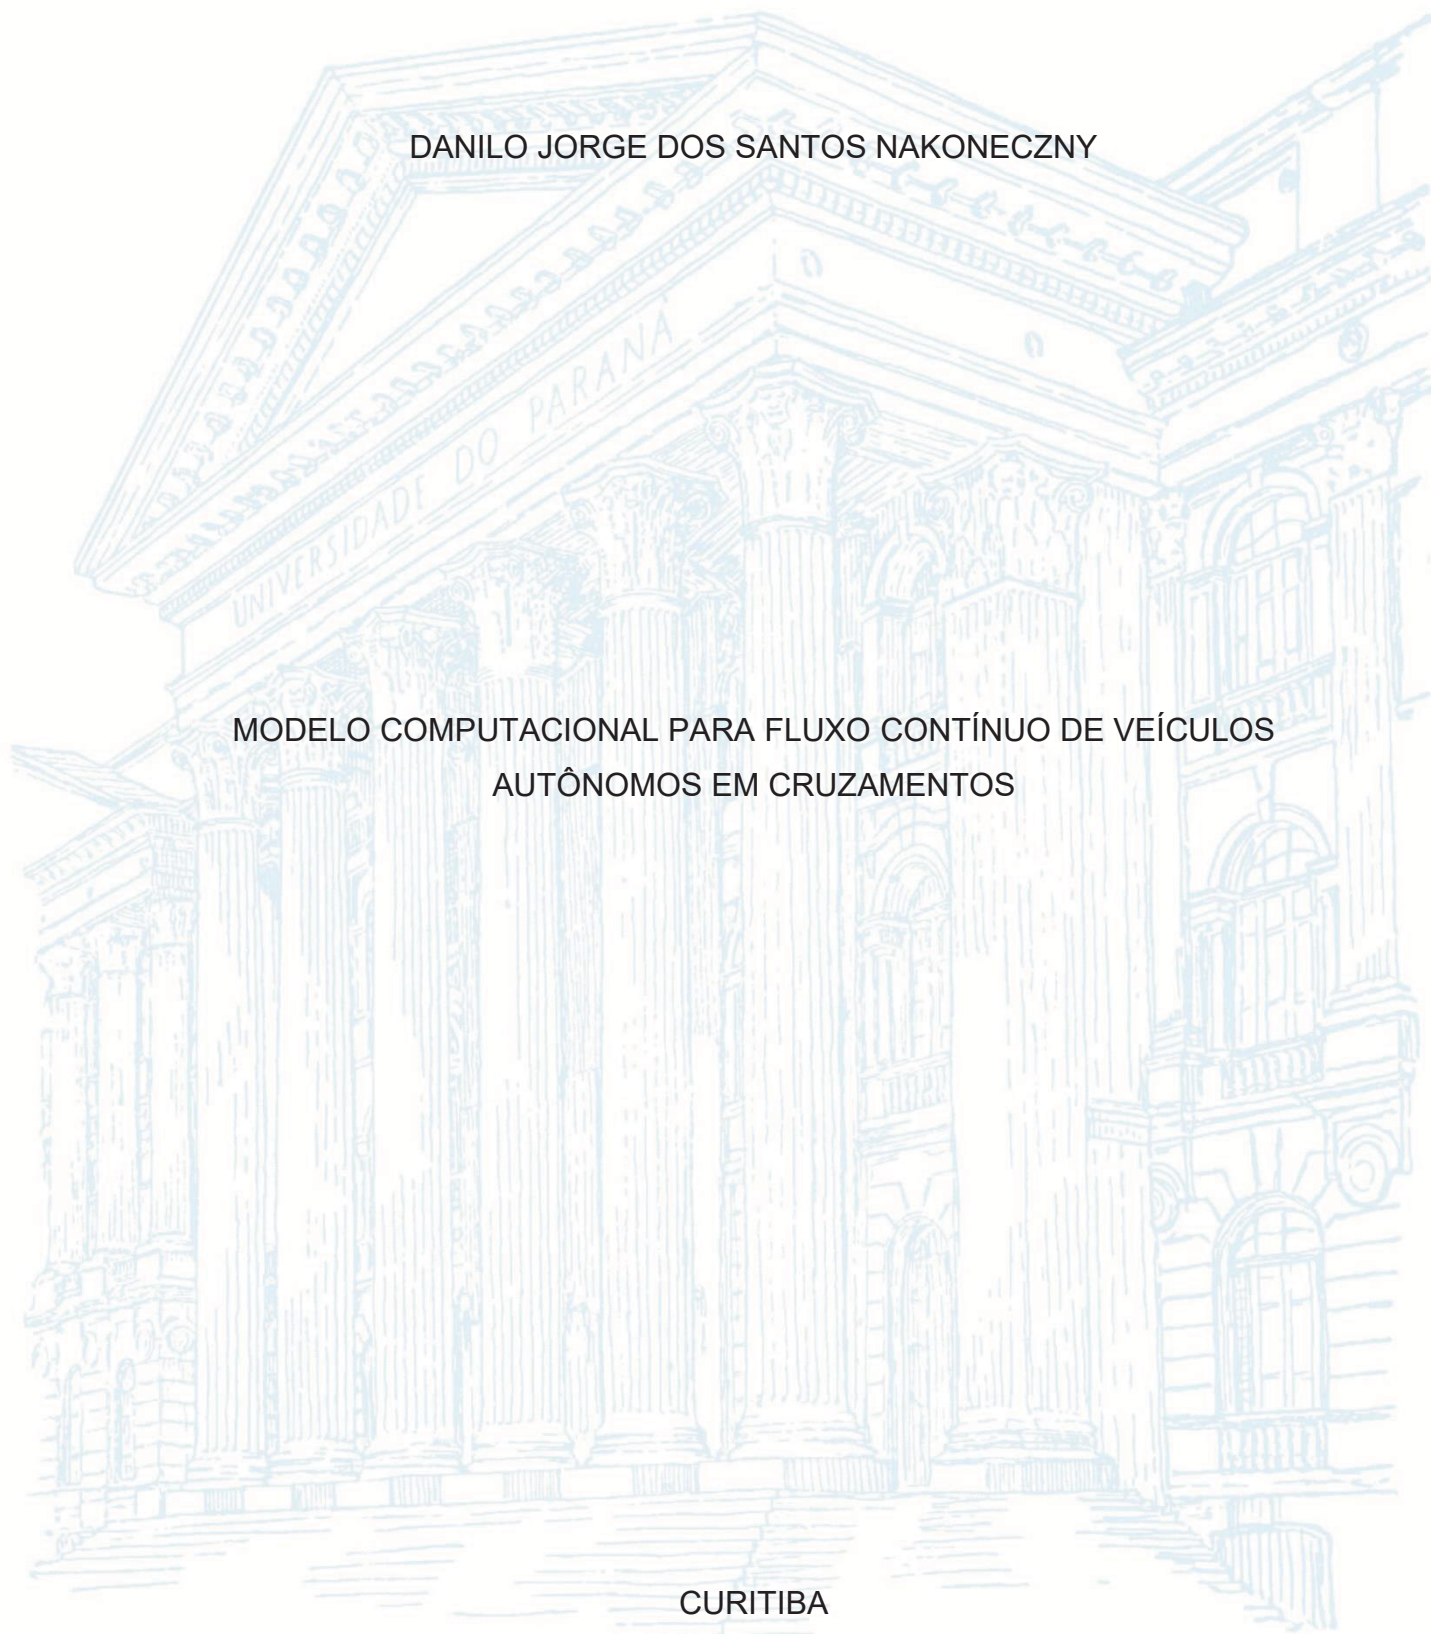 DANILO JORGE DOS SANTOS NAKONECZNY
UNIVERSIDADE DO PARANÁ
MODELO COMPUTACIONAL PARA FLUXO CONTÍNUO DE VEÍCULOS
AUTÔNOMOS EM CRUZAMENTOS
CURITIBA